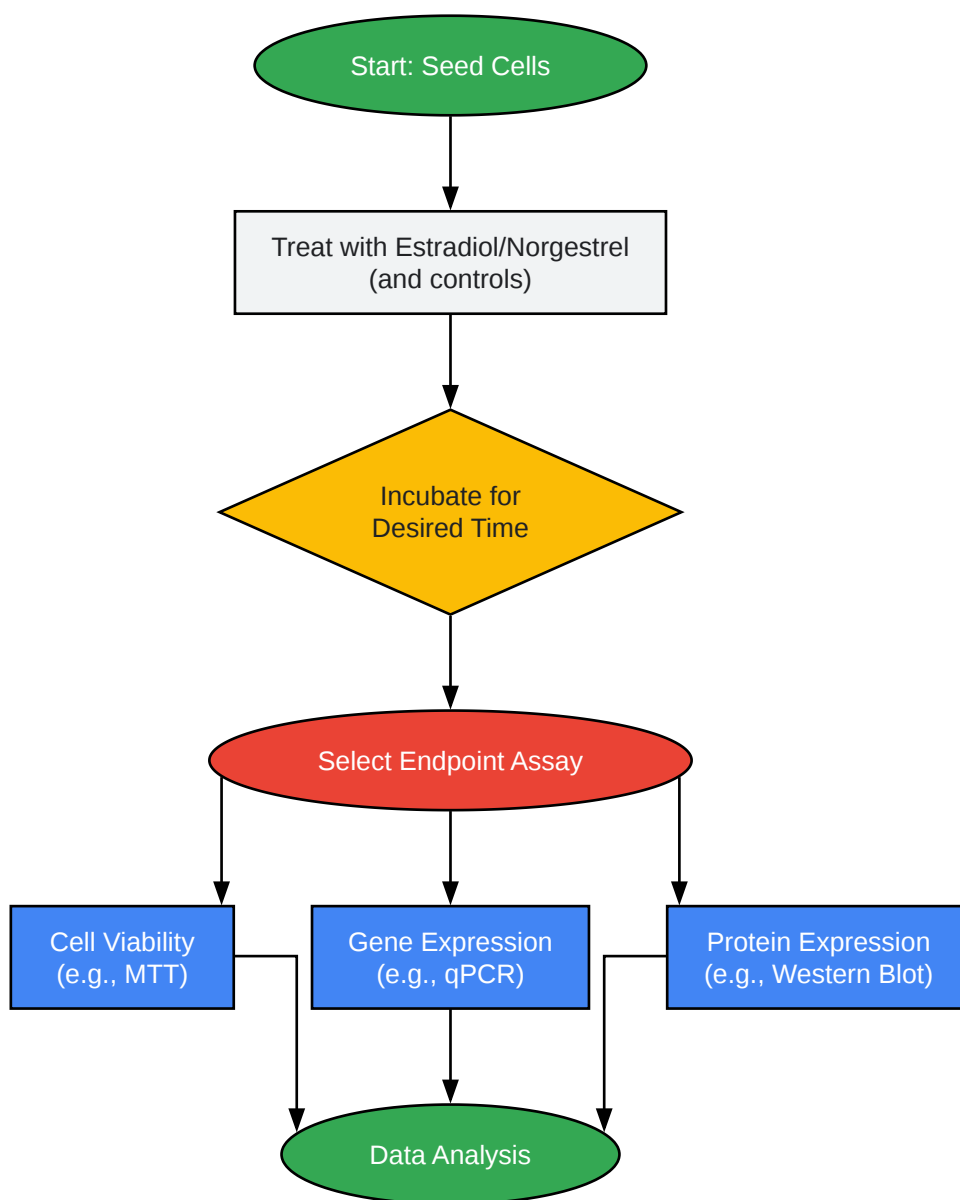 Start: Seed Cells
Treat with Estradiol/Norgestrel
(and controls)
Incubate for
Desired Time
Select Endpoint Assay
Cell Viability
(e.g., MTT)
Gene Expression
(e.g., qPCR)
Protein Expression
(e.g., Western Blot)
Data Analysis